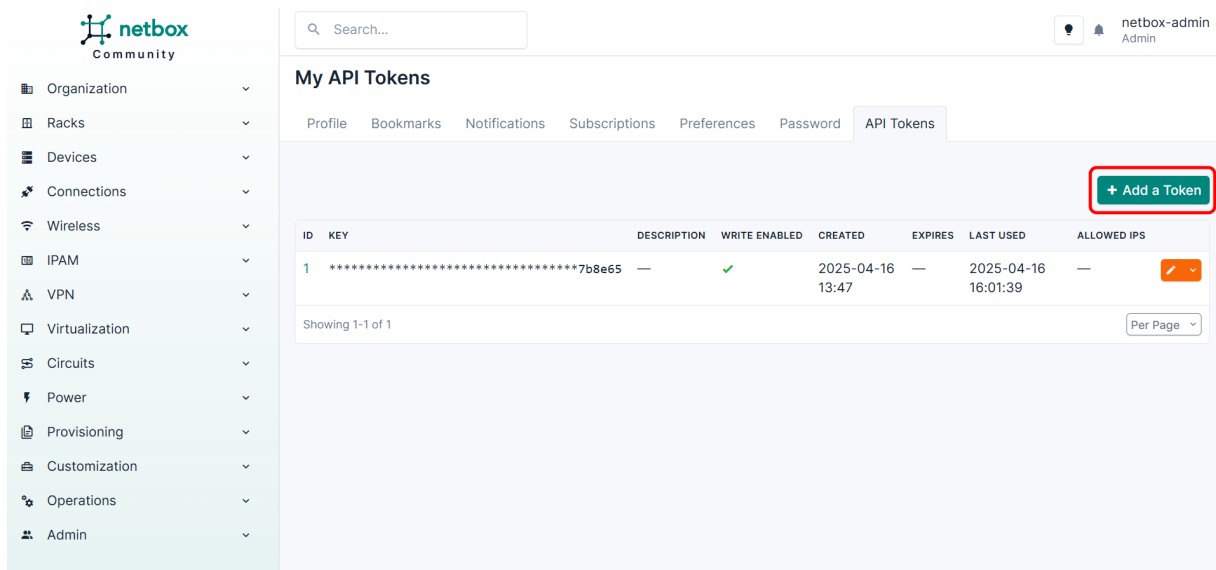 netbox
Community
Search...
netbox-admin
Admin
Organization
Racks
Devices
Connections
Wireless
IPAM
VPN
Virtualization
Circuits
Power
Provisioning
Customization
Operations
Admin
My API Tokens
Profile Bookmarks Notifications Subscriptions Preferences Password API Tokens
+ Add a Token
ID KEY DESCRIPTION WRITE ENABLED CREATED EXPIRES LAST USED ALLOWED IPS
1 **********************************7b8e65 — ✔ 2025-04-16 — 2025-04-16 —
13:47 16:01:39
Showing 1-1 of 1
Per Page